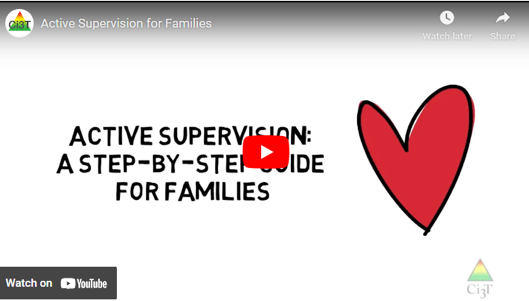 Ci3T
Active Supervision for Families
Watch later
Share
ACTIVE SUPERVISION:
A STEP-BY-STEP GUIDE
FOR FAMILIES
Watch on YouTube
Ci3T